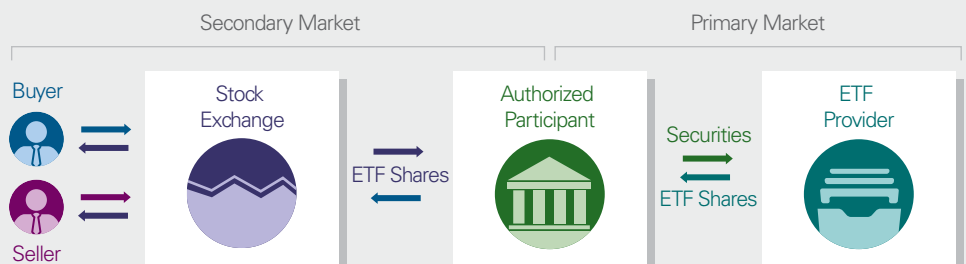 Secondary Market
Primary Market
Buyer
Seller
Stock
Exchange
ETF Shares
Authorized
Participant
Securities
ETF Shares
ETF
Provider